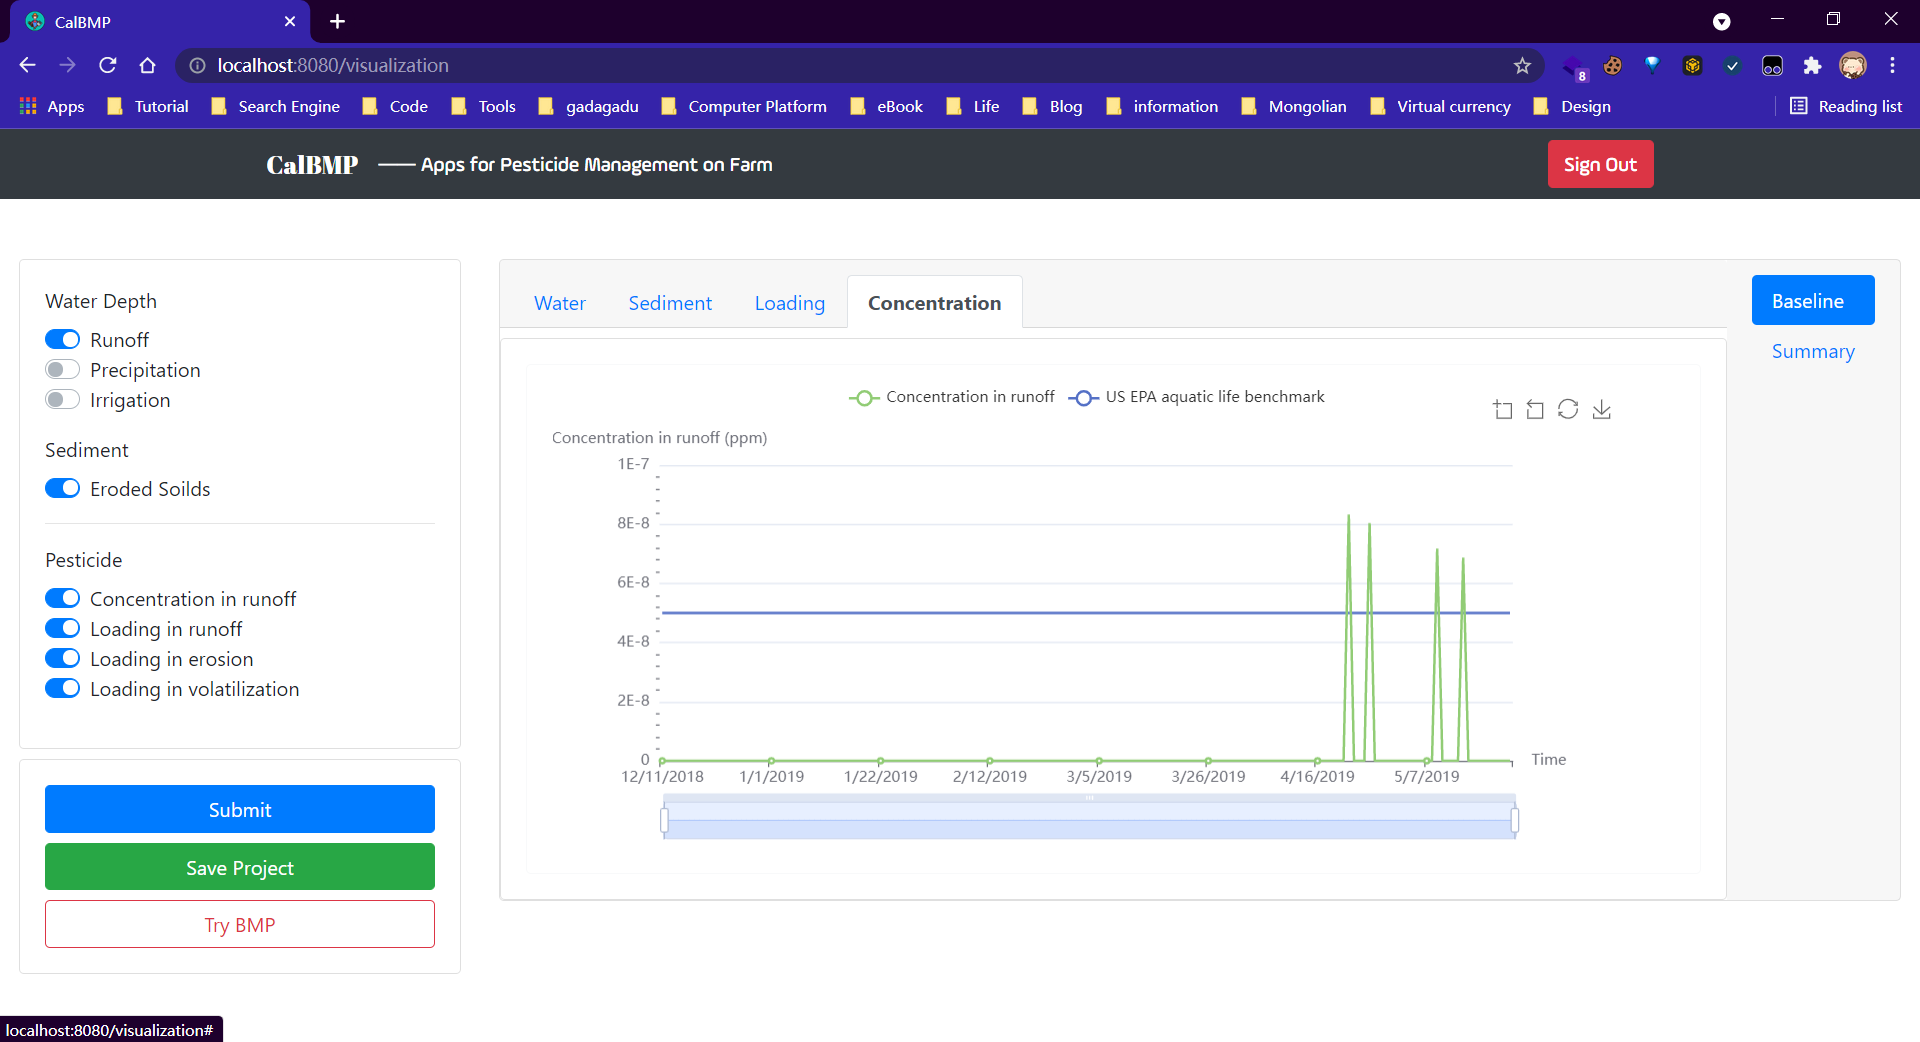 CalBMP
localhost:8080/visualization
8
Apps Tutorial Search Engine Code Tools gadagadu Computer Platform eBook Life Blog information Mongolian Virtual currency Design Reading list
CalBMP —— Apps for Pesticide Management on Farm
Sign Out
Water Depth
Runoff
Precipitation
Irrigation
Sediment
Eroded Soilds
Pesticide
Concentration in runoff
Loading in runoff
Loading in erosion
Loading in volatilization
Submit
Save Project
Try BMP
Water Sediment Loading Concentration
Baseline
Summary
Concentration in runoff US EPA aquatic life benchmark
Concentration in runoff (ppm)
1E-7
8E-8
6E-8
4E-8
2E-8
0
12/11/2018 1/1/2019 1/22/2019 2/12/2019 3/5/2019 3/26/2019 4/16/2019 5/7/2019
Time
localhost:8080/visualization#